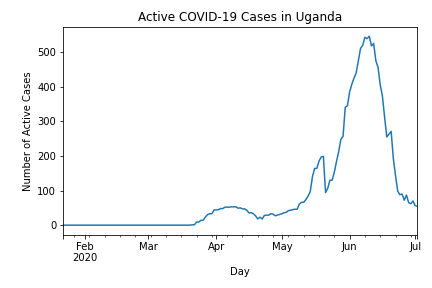 Active COVID-19 Cases in Uganda
Number of Active Cases
500
400
300
200
100
0
Feb
2020
Mar
Apr
May
Jun
Jul
Day